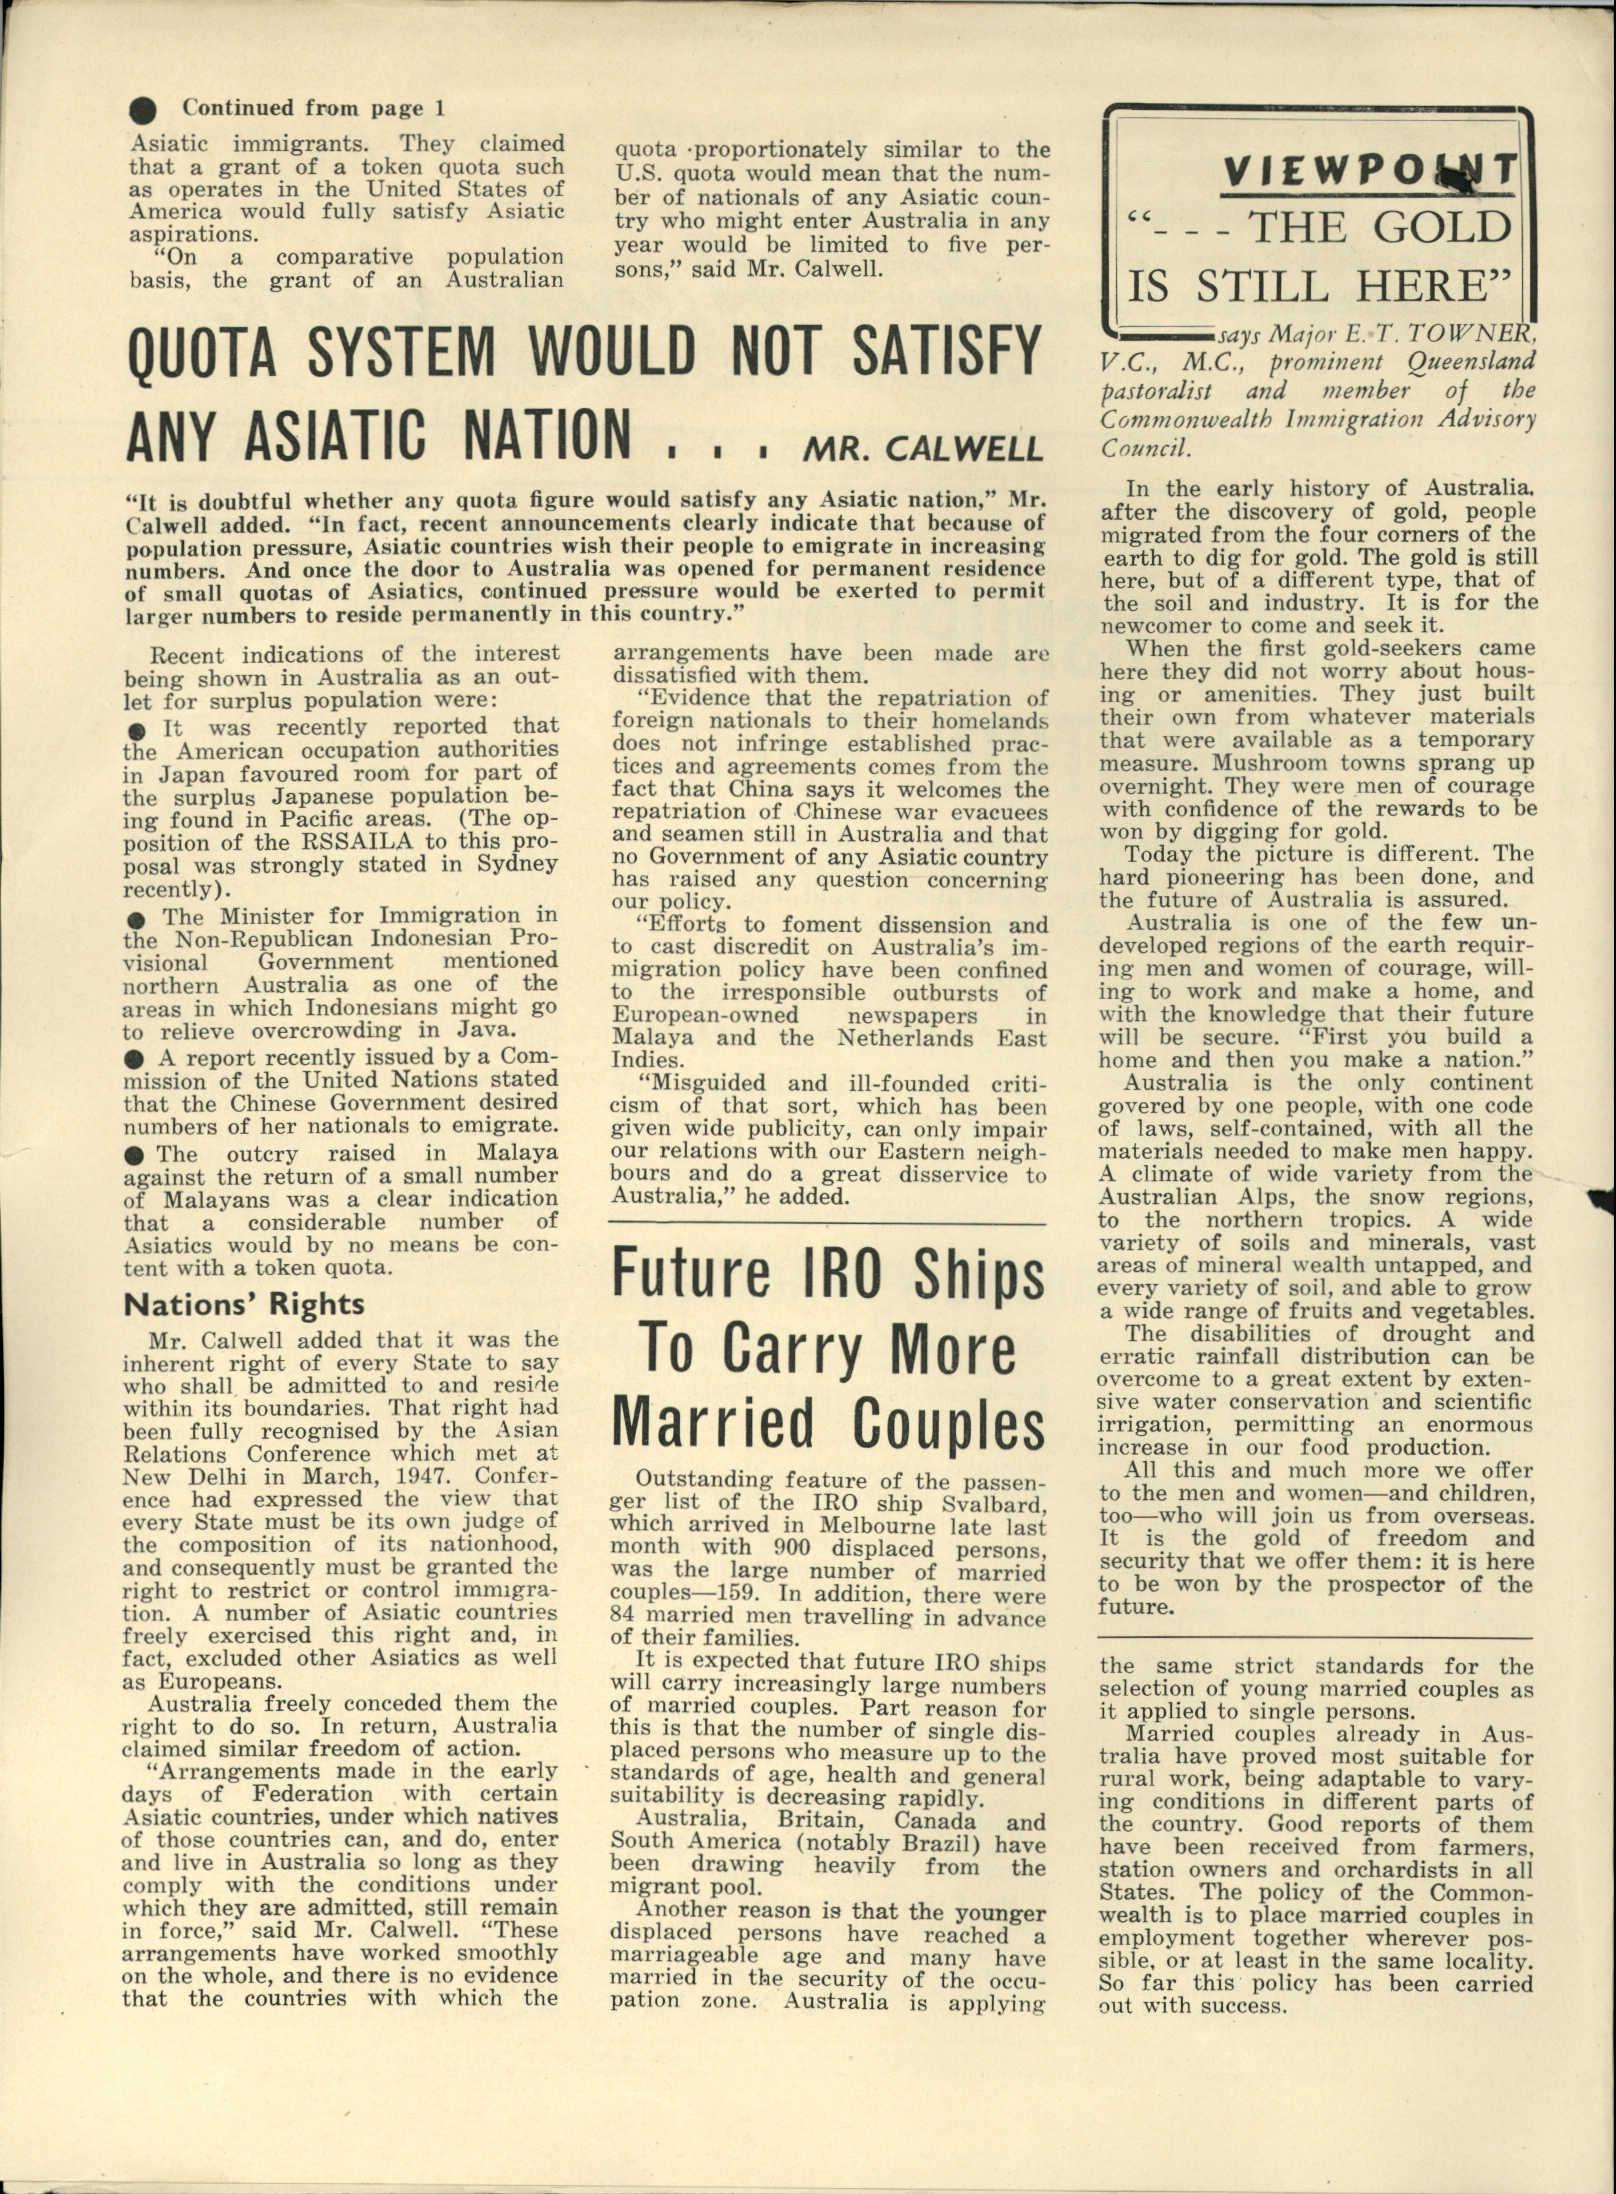 Continued from page 1
Asiatic immigrants. They claimed
that a grant of a token quota such
as operates in the United States of
America would fully satisfy Asiatic
aspirations.
"On a comparative population
basis, the grant of an Australian
quota proportionately similar to the
U.S. quota would mean that the num-
ber of nationals of any Asiatic coun-
try who might enter Australia in any
year would be limited to five per-
sons," said Mr. Calwell.
QUOTA SYSTEM WOULD NOT SATISFY
ANY ASIATIC NATION . . . MR. CALWELL
"It is doubtful whether any quota figure would satisfy any Asiatic nation," Mr.
Calwell added. "In fact, recent announcements clearly indicate that because of
population pressure, Asiatic countries wish their people to emigrate in increasing
numbers. And once the door to Australia was opened for permanent residence
of small quotas of Asiatics, continued pressure would be exerted to permit
larger numbers to reside permanently in this country."
Recent indications of the interest
being shown in Australia as an out-
let for surplus population were:
● It was recently reported that
the American occupation authorities
in Japan favoured room for part of
the surplus Japanese population be-
ing found in Pacific areas. (The op-
position of the RSSAILA to this pro-
posal was strongly stated in Sydney
recently).
● The Minister for Immigration in
the Non-Republican Indonesian Pro-
visional Government mentioned
northern Australia as one of the
areas in which Indonesians might go
to relieve overcrowding in Java.
● A report recently issued by a Com-
mission of the United Nations stated
that the Chinese Government desired
numbers of her nationals to emigrate.
● The outcry raised in Malaya
against the return of a small number
of Malayans was a clear indication
that a considerable number of
Asiatics would by no means be con-
tent with a token quota.
Nations' Rights
Mr. Calwell added that it was the
inherent right of every State to say
who shall be admitted to and reside
within its boundaries. That right had
been fully recognised by the Asian
Relations Conference which met at
New Delhi in March, 1947. Confer-
ence had expressed the view that
every State must be its own judge of
the composition of its nationhood,
and consequently must be granted the
right to restrict or control immigra-
tion. A number of Asiatic countries
freely exercised this right and, in
fact, excluded other Asiatics as well
as Europeans.
Australia freely conceded them the
right to do so. In return, Australia
claimed similar freedom of action.
"Arrangements made in the early
days of Federation with certain
Asiatic countries, under which natives
of those countries can, and do, enter
and live in Australia so long as they
comply with the conditions under
which they are admitted, still remain
in force," said Mr. Calwell. "These
arrangements have worked smoothly
on the whole, and there is no evidence
that the countries with which the
arrangements have been made are
dissatisfied with them.
"Evidence that the repatriation of
foreign nationals to their homelands
does not infringe established prac-
tices and agreements comes from the
fact that China says it welcomes the
repatriation of Chinese war evacuees
and seamen still in Australia and that
no Government of any Asiatic country
has raised any question concerning
our policy.
"Efforts to foment dissension and
to cast discredit on Australia's im-
migration policy have been confined
to the irresponsible outbursts of
European-owned newspapers in
Malaya and the Netherlands East
Indies.
"Misguided and ill-founded criti-
cism of that sort, which has been
given wide publicity, can only impair
our relations with our Eastern neigh-
bours and do a great disservice to
Australia," he added.
Future IRO Ships
To Carry More
Married Couples
Outstanding feature of the passen-
ger list of the IRO ship Svalbard,
which arrived in Melbourne late last
month with 900 displaced persons,
was the large number of married
couples—159. In addition, there were
84 married men travelling in advance
of their families.
It is expected that future IRO ships
will carry increasingly large numbers
of married couples. Part reason for
this is that the number of single dis-
placed persons who measure up to the
standards of age, health and general
suitability is decreasing rapidly.
Australia, Britain, Canada and
South America (notably Brazil) have
been drawing heavily from the
migrant pool.
Another reason is that the younger
displaced persons have reached a
marriageable age and many have
married in the security of the occu-
pation zone. Australia is applying
the same strict standards for the
selection of young married couples as
it applied to single persons.
Married couples already in Aus-
tralia have proved most suitable for
rural work, being adaptable to vary-
ing conditions in different parts of
the country. Good reports of them
have been received from farmers,
station owners and orchardists in all
States. The policy of the Common-
wealth is to place married couples in
employment together wherever pos-
sible, or at least in the same locality.
So far this policy has been carried
out with success.
VIEWPOINT
"- - - THE GOLD
IS STILL HERE"
says Major E. T. TOWNER,
V.C., M.C., prominent Queensland
pastoralist and member of the
Commonwealth Immigration Advisory
Council.
In the early history of Australia,
after the discovery of gold, people
migrated from the four corners of the
earth to dig for gold. The gold is still
here, but of a different type, that of
the soil and industry. It is for the
newcomer to come and seek it.
When the first gold-seekers came
here they did not worry about hous-
ing or amenities. They just built
their own from whatever materials
that were available as a temporary
measure. Mushroom towns sprang up
overnight. They were men of courage
with confidence of the rewards to be
won by digging for gold.
Today the picture is different. The
hard pioneering has been done, and
the future of Australia is assured.
Australia is one of the few un-
developed regions of the earth requir-
ing men and women of courage, will-
ing to work and make a home, and
with the knowledge that their future
will be secure. "First you build a
home and then you make a nation."
Australia is the only continent
govered by one people, with one code
of laws, self-contained, with all the
materials needed to make men happy.
A climate of wide variety from the
Australian Alps, the snow regions,
to the northern tropics. A wide
variety of soils and minerals, vast
areas of mineral wealth untapped, and
every variety of soil, and able to grow
a wide range of fruits and vegetables.
The disabilities of drought and
erratic rainfall distribution can be
overcome to a great extent by exten-
sive water conservation and scientific
irrigation, permitting an enormous
increase in our food production.
All this and much more we offer
to the men and women—and children,
too—who will join us from overseas.
It is the gold of freedom and
security that we offer them: it is here
to be won by the prospector of the
future.